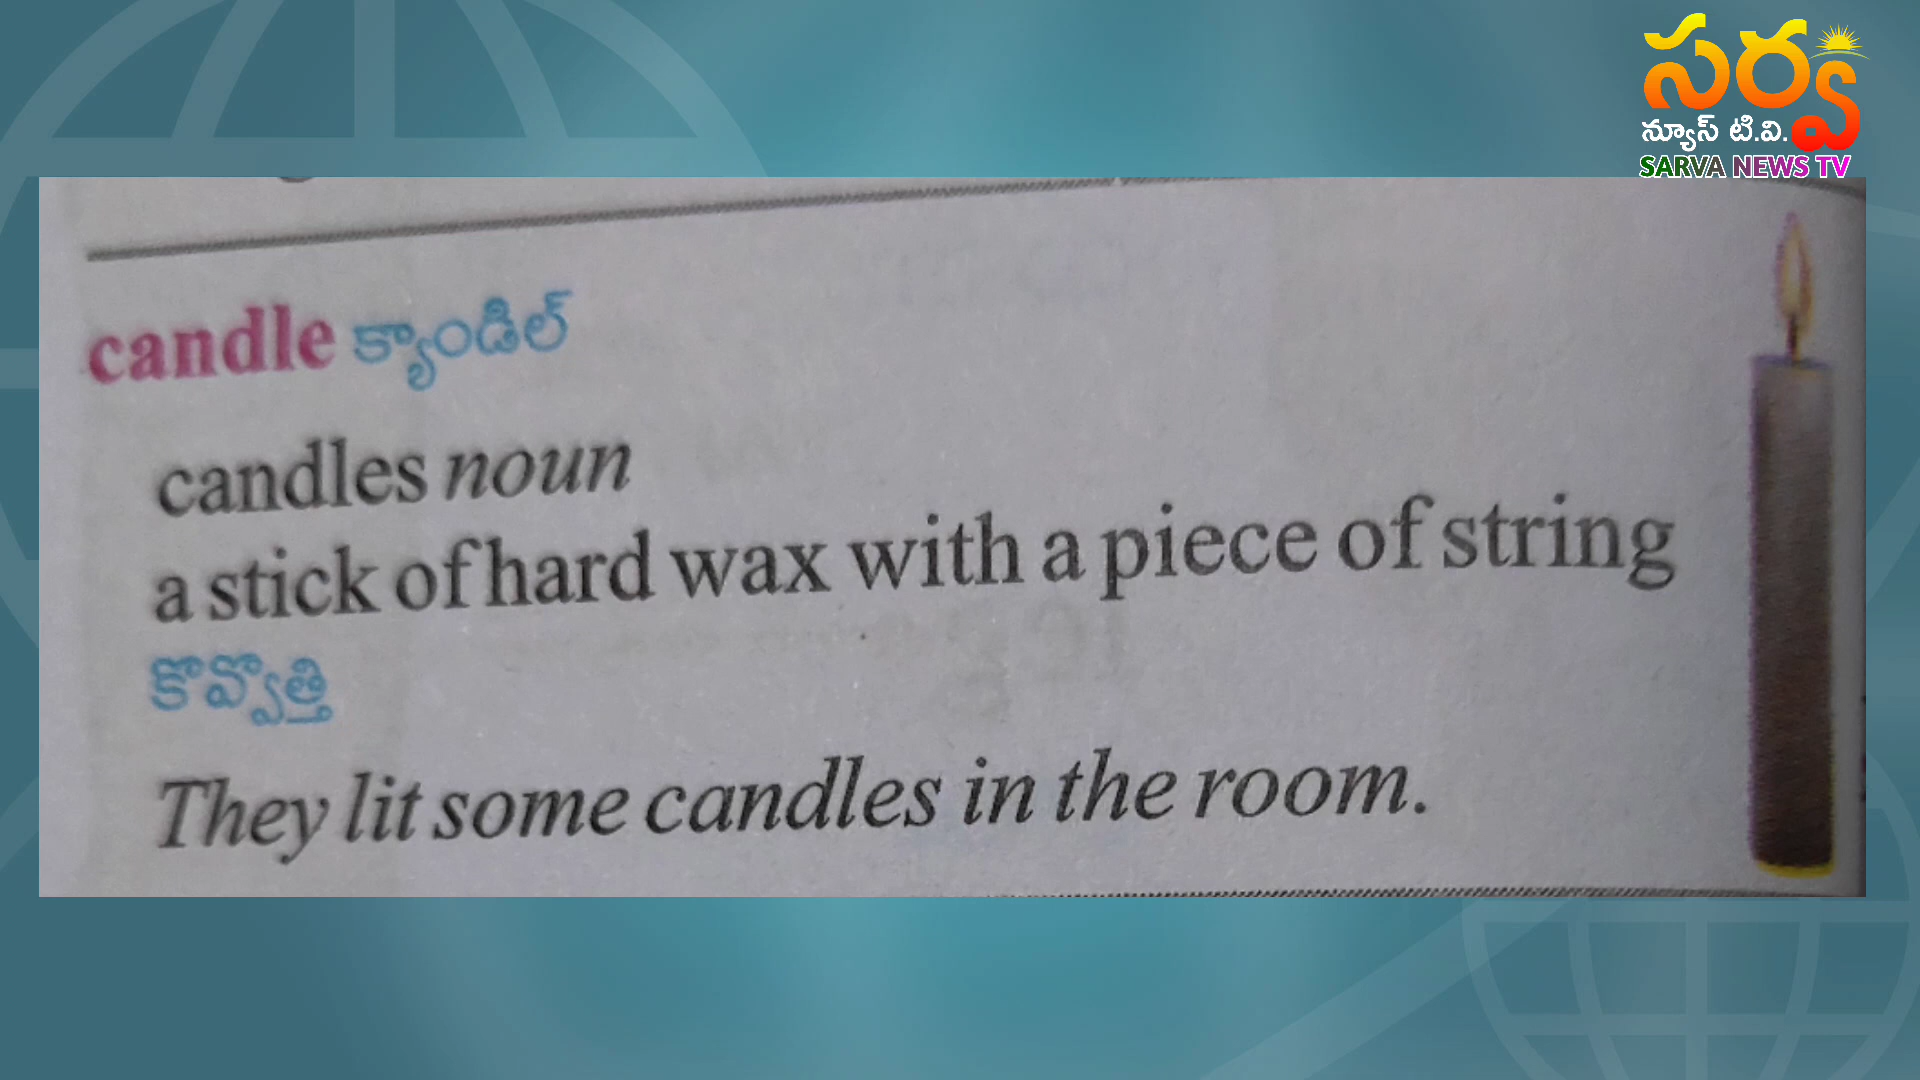 సర్వ
న్యూస్ టి.వి.
SARVA NEWS TV
candle క్యాండిల్
candles noun
a stick of hard wax with a piece of string
కొవ్వొత్తి
They lit some candles in the room.